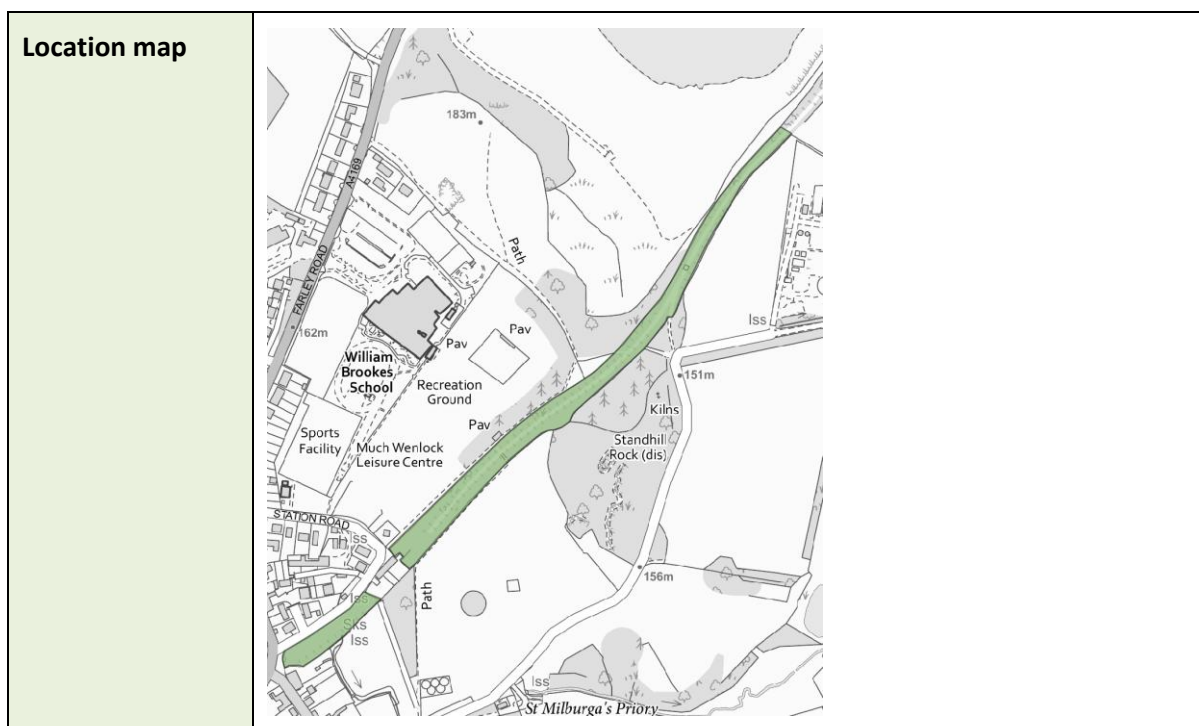 Location map
183m
A4169
FARLEY ROAD
Path
162m
Pav
Pav
William
Brookes
School
Recreation
Ground
Iss
151m
Kilns
Sports
Facility
Pav
Much Wenlock
Leisure Centre
Standhill
Rock (dis)
STATION ROAD
Iss
156m
Path
Iss
Sks
Iss
Iss
St Milburga's Priory